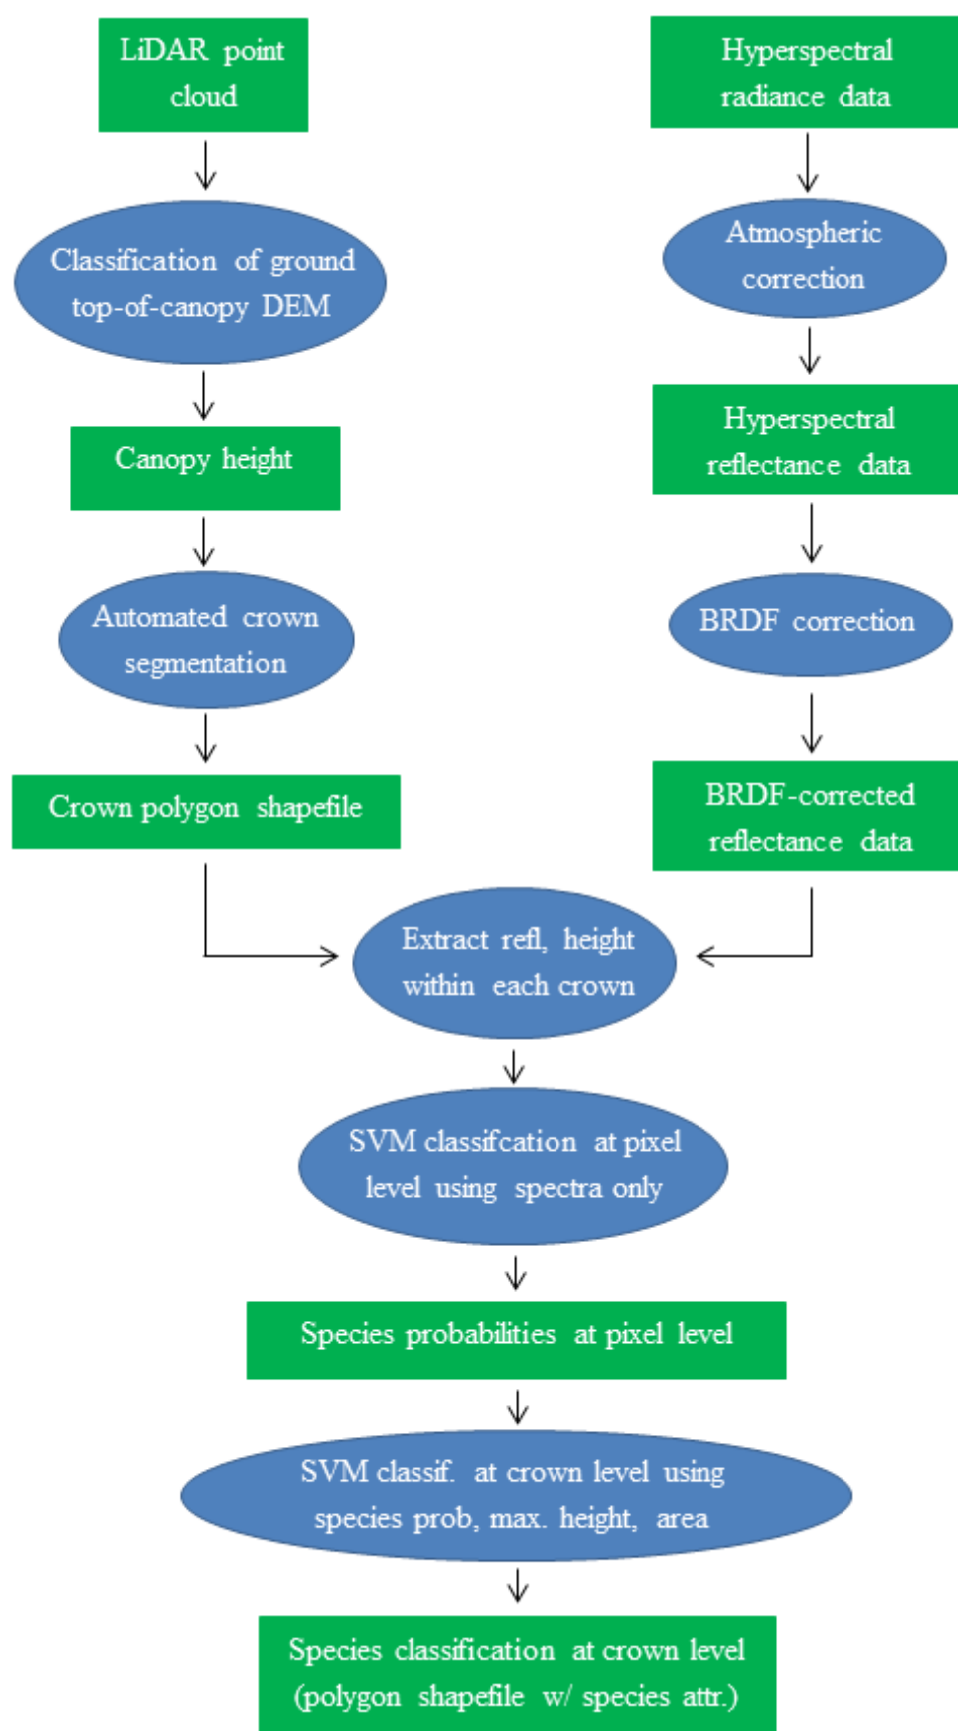 LiDAR point
cloud
Classification of ground
top-of-canopy DEM
Canopy height
Automated crown
segmentation
Crown polygon shapefile
Hyperspectral
radiance data
Atmospheric
correction
Hyperspectral
reflectance data
BRDF correction
BRDF-corrected
reflectance data
Extract refl, height
within each crown
SVM classifcation at pixel
level using spectra only
Species probabilities at pixel level
SVM classif. at crown level using
species prob, max. height, area
Species classification at crown level
(polygon shapefile w/ species attr.)